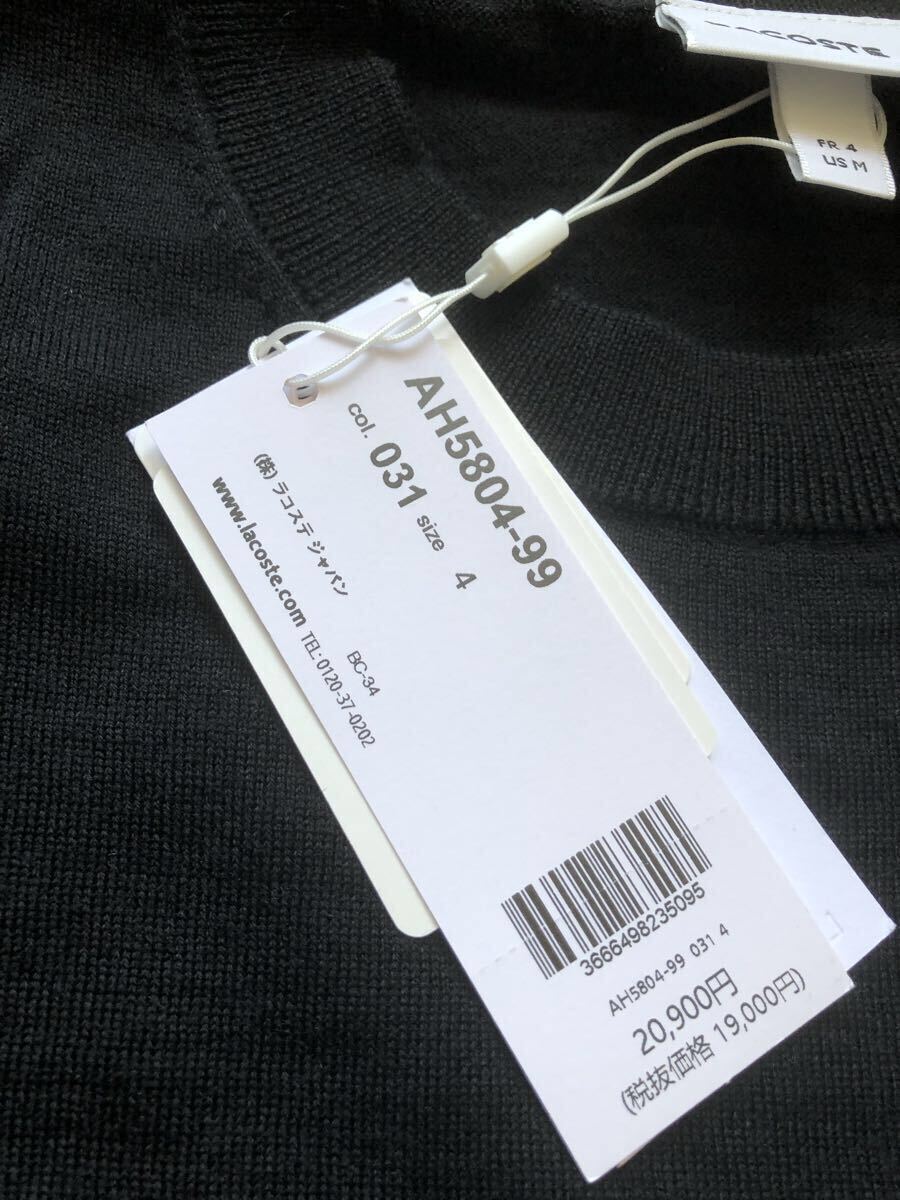 LACOSTE
FR 4
US M
AH5804-99
col. 031 size 4
(株) ラコステ ジャパン
BC-34
www.lacoste.com TEL: 0120-37-0202
3666498235095
AH5804-99 031 4
20,900円
(税抜価格 19,000円)